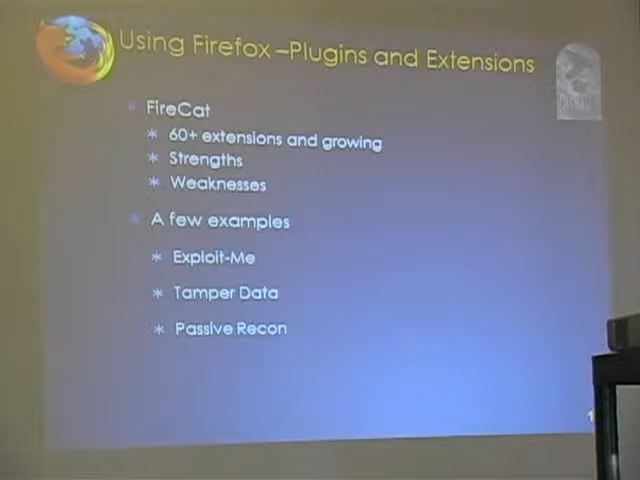 Using Firefox –Plugins and Extensions
FireCat
* 60+ extensions and growing
* Strengths
* Weaknesses
A few examples
* Exploit-Me
* Tamper Data
* Passive Recon